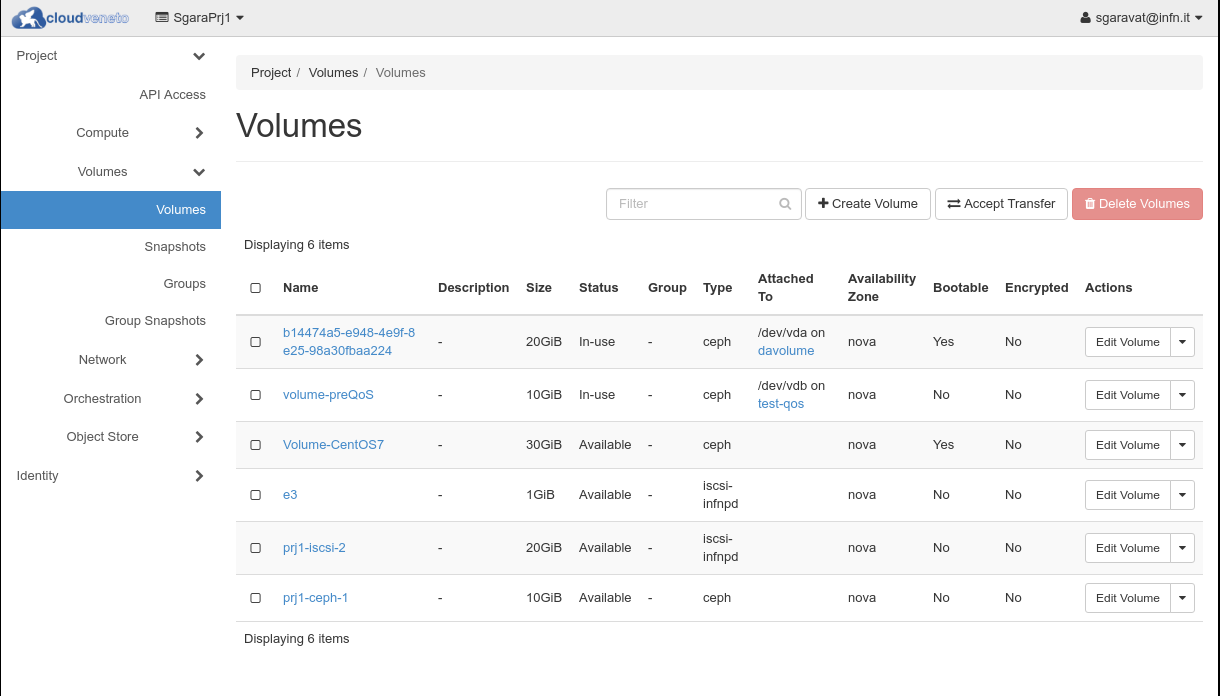 cloudveneto SgaraPrj1 sgaravat@infn.it
Project
API Access
Compute
Volumes
Volumes
Snapshots
Groups
Group Snapshots
Network
Orchestration
Object Store
Identity
Project / Volumes / Volumes
Volumes
Filter Create Volume Accept Transfer Delete Volumes
Displaying 6 items
Name Description Size Status Group Type Attached To Availability Zone Bootable Encrypted Actions
b14474a5-e948-4e9f-8e25-98a30fbaa224 - 20GiB In-use - ceph /dev/vda on davolume nova Yes No Edit Volume
volume-preQoS - 10GiB In-use - ceph /dev/vdb on test-qos nova No No Edit Volume
Volume-CentOS7 - 30GiB Available - ceph nova Yes No Edit Volume
e3 - 1GiB Available - iscsi-infnpd nova No No Edit Volume
prj1-iscsi-2 - 20GiB Available - iscsi-infnpd nova No No Edit Volume
prj1-ceph-1 - 10GiB Available - ceph nova No No Edit Volume
Displaying 6 items